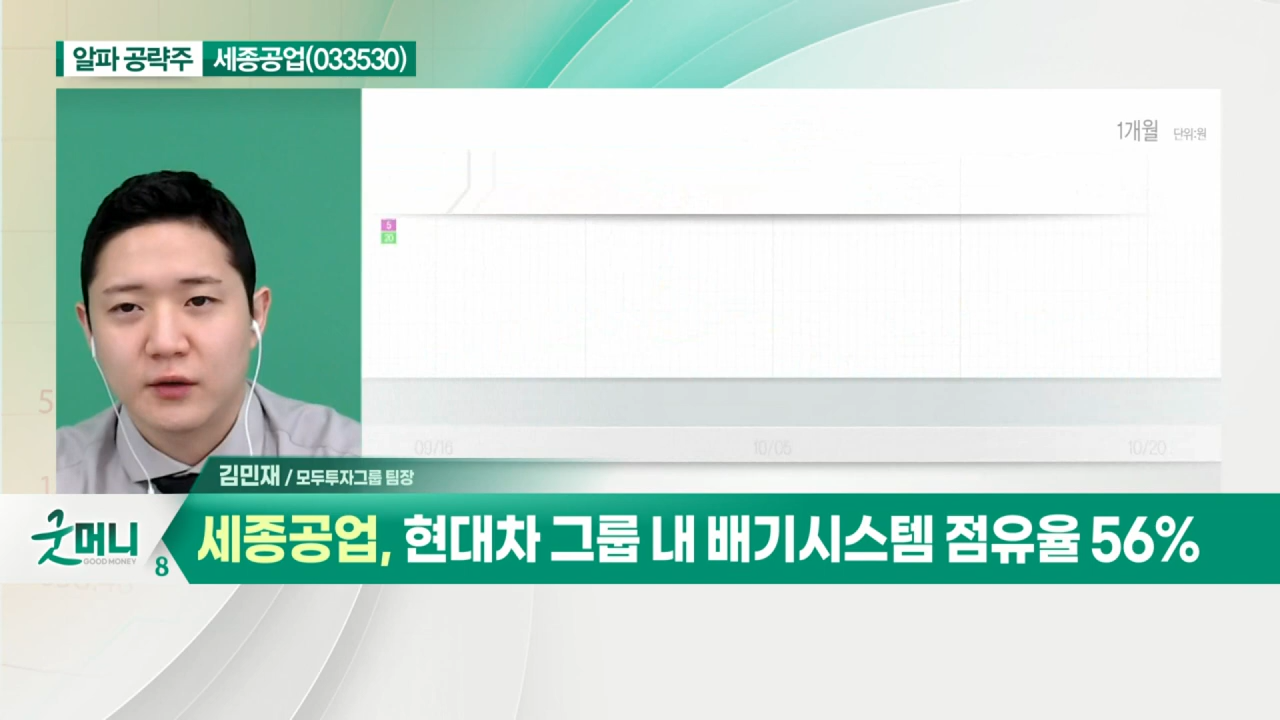 알파 공략주 세종공업(033530)
1개월 단위:원
5
20
09/16 10/05 10/20
김민재 / 모두투자그룹 팀장
굿머니
GOOD MONEY
8
세종공업, 현대차 그룹 내 배기시스템 점유율 56%